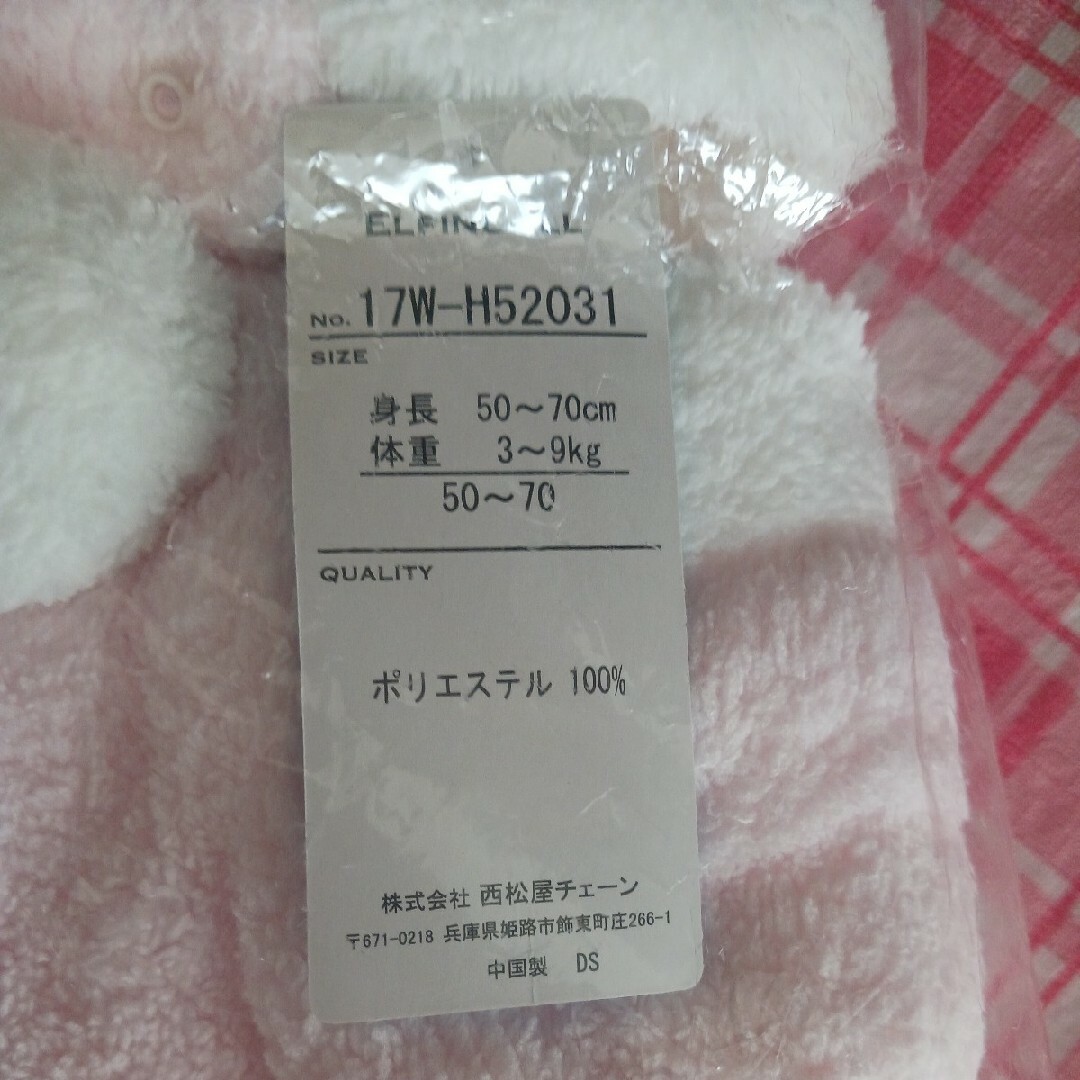 No. 17W-H52031
SIZE
身長 50～70cm
体重 3～9kg
50～70
QUALITY
ポリエステル 100%
株式会社 西松屋チェーン
〒671-0218 兵庫県姫路市飾東町庄266-1
中国製 DS